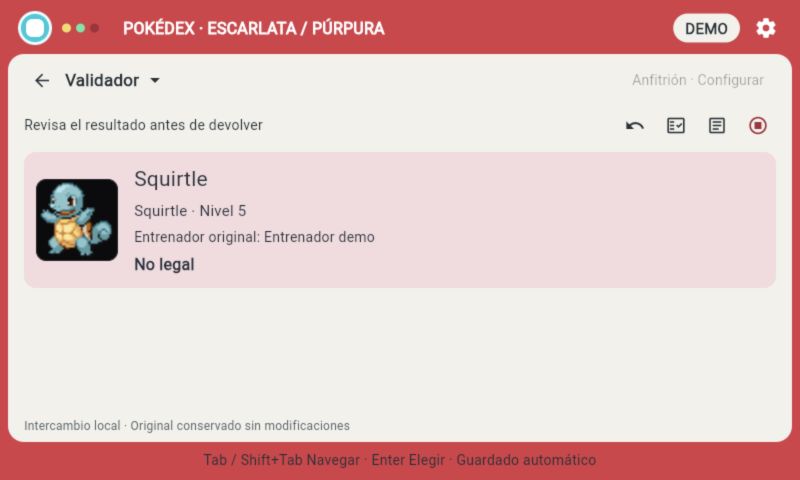 POKÉDEX · ESCARLATA / PÚRPURA
DEMO
Validador
Anfitrión · Configurar
Revisa el resultado antes de devolver
Squirtle
Squirtle · Nivel 5
Entrenador original: Entrenador demo
No legal
Intercambio local · Original conservado sin modificaciones
Tab / Shift+Tab Navegar · Enter Elegir · Guardado automático